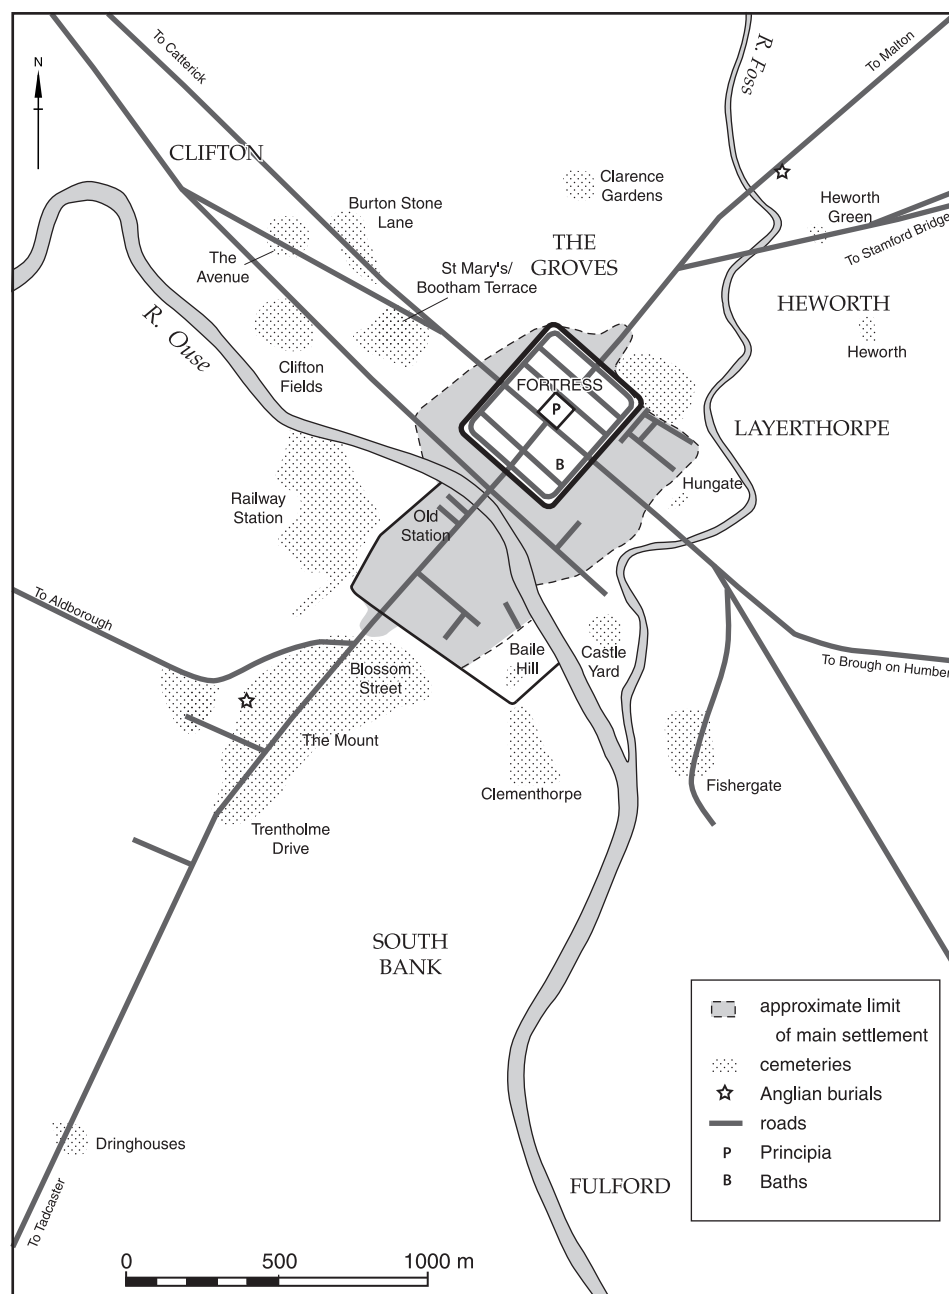 To Catterick
R. Foss
To Malton
N
CLIFTON
Clarence
Gardens
Burton Stone
Lane
Heworth
Green
The
Avenue
THE
GROVES
To Stamford Bridge
St Mary's/
Bootham Terrace
HEWORTH
R. Ouse
Heworth
Clifton
Fields
FORTRESS
P
LAYERTHORPE
B
Hungate
Railway
Station
Old
Station
To Aldborough
Baile
Hill
Castle
Yard
To Brough on Humber
Blossom
Street
The Mount
Clementhorpe
Fishergate
Trentholme
Drive
SOUTH
BANK
approximate limit
of main settlement
cemeteries
Anglian burials
roads
P Principia
B Baths
Dringhouses
FULFORD
To Tadcaster
0 500 1000 m